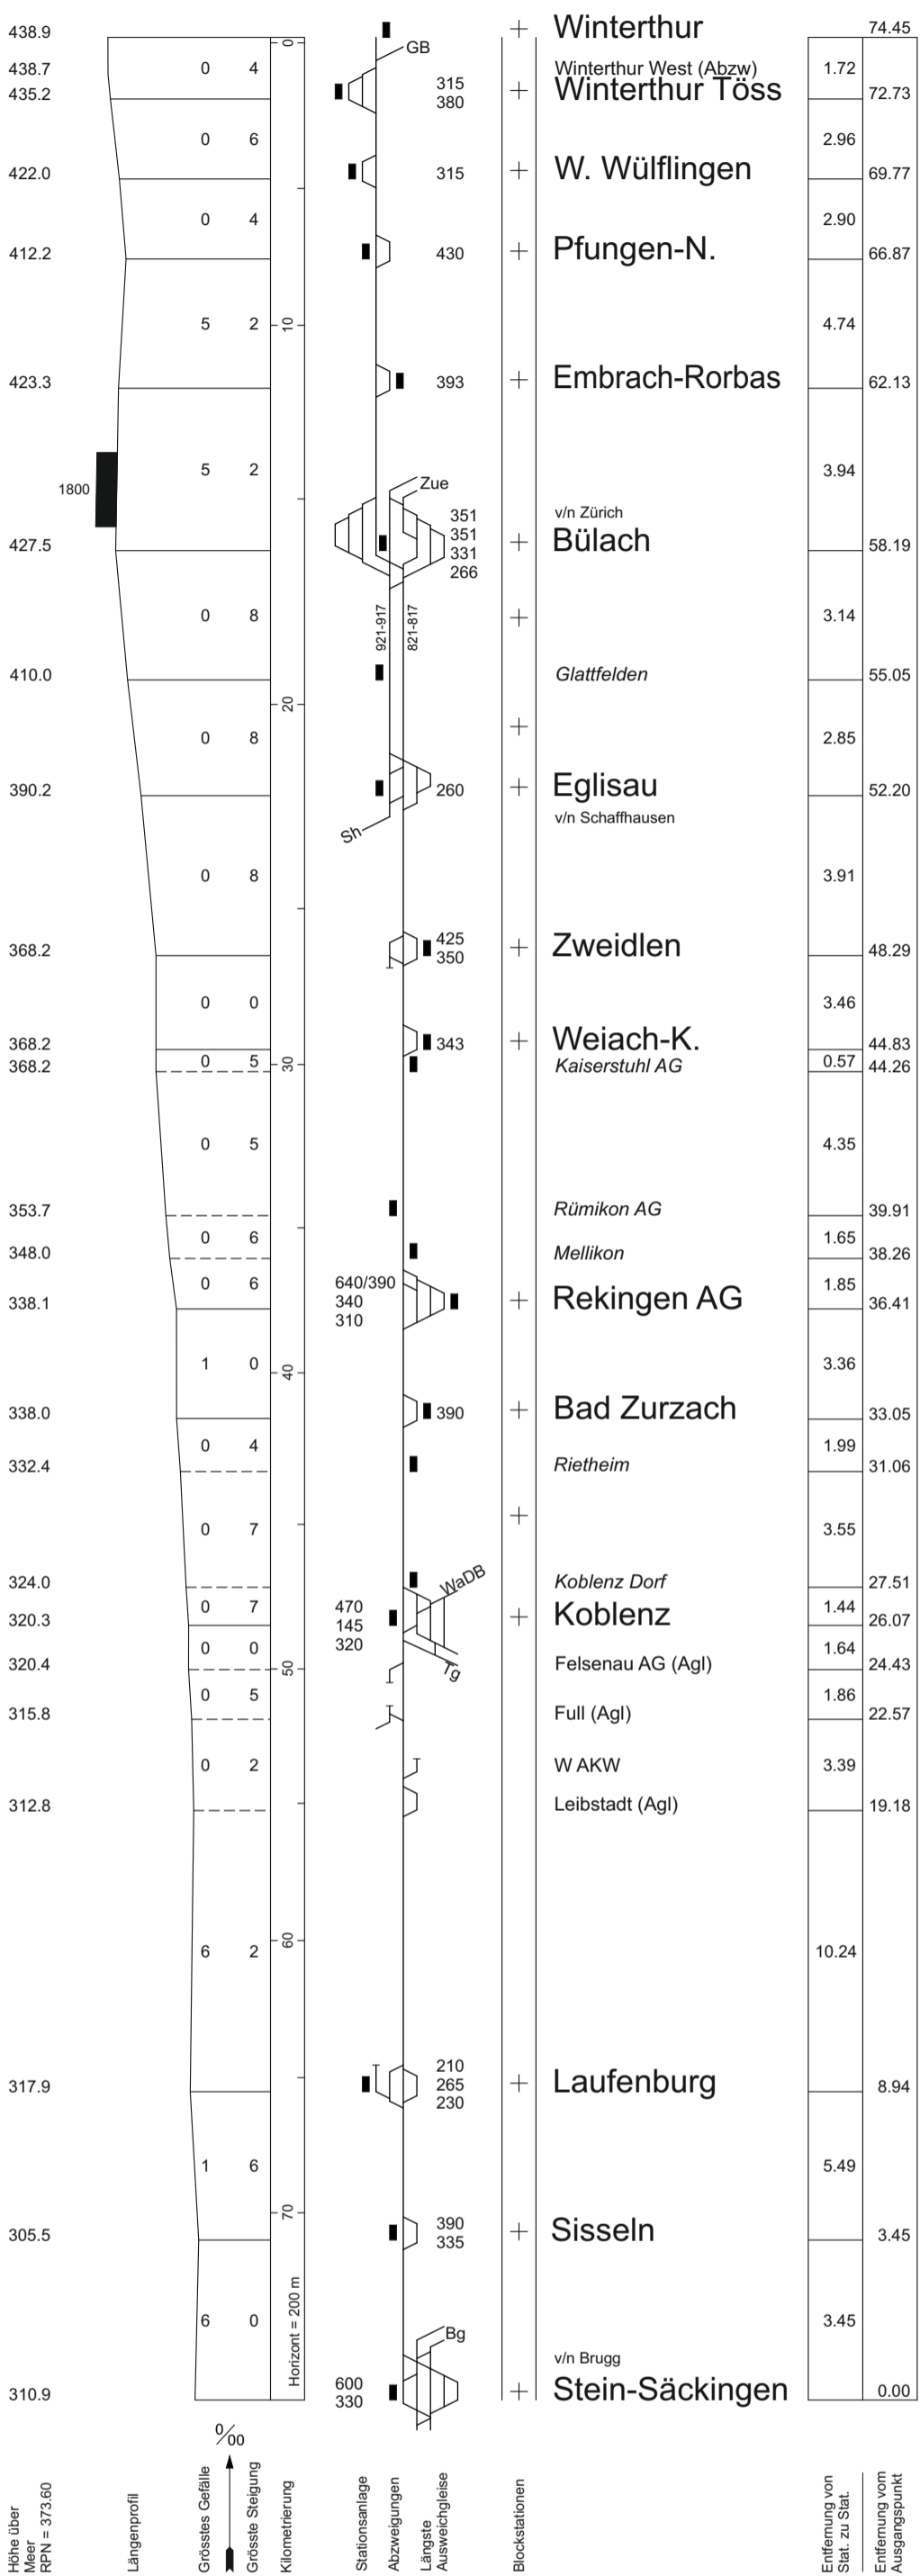 438.9 Winterthur 74.45
0 GB
438.7 0 4 Winterthur West (Abzw) 1.72
435.2 315 380 Winterthur Töss 72.73
0 6 2.96
422.0 315 W. Wülflingen 69.77
0 4 2.90
412.2 430 Pfungen-N. 66.87
5 2 10 4.74
423.3 393 Embrach-Rorbas 62.13
5 2 3.94
1800 Zue
v/n Zürich
427.5 351 351 331 266 Bülach 58.19
0 8 921-917 821-817 3.14
410.0 Glattfelden 55.05
20
0 8 2.85
390.2 260 Eglisau 52.20
Sh v/n Schaffhausen
0 8 3.91
368.2 425 350 Zweidlen 48.29
0 0 3.46
368.2 343 Weiach-K. 44.83
0 5 0.57
368.2 30 Kaiserstuhl AG 44.26
0 5 4.35
353.7 Rümikon AG 39.91
0 6 1.65
348.0 Mellikon 38.26
0 6 1.85
338.1 640/390 340 310 Rekingen AG 36.41
1 0 40 3.36
338.0 390 Bad Zurzach 33.05
0 4 1.99
332.4 Rietheim 31.06
0 7 3.55
324.0 WaDB Koblenz Dorf 27.51
0 7 1.44
320.3 470 145 320 Koblenz 26.07
0 0 1.64
320.4 50 Tg Felsenau AG (Agl) 24.43
0 5 1.86
315.8 Full (Agl) 22.57
0 2 W AKW 3.39
312.8 Leibstadt (Agl) 19.18
60
6 2 10.24
317.9 210 265 230 Laufenburg 8.94
1 6 5.49
70
305.5 390 335 Sisseln 3.45
6 0 Horizont = 200 m 3.45
Bg
v/n Brugg
310.9 600 330 Stein-Säckingen 0.00
0/00
Höhe über
Meer
RPN = 373.60
Längenprofil
Grösstes Gefälle
Grösste Steigung
Kilometrierung
Stationsanlage
Abzweigungen
Längste
Ausweichgleise
Blockstationen
Entfernung von
Stat. zu Stat.
Entfernung vom
Ausgangspunkt